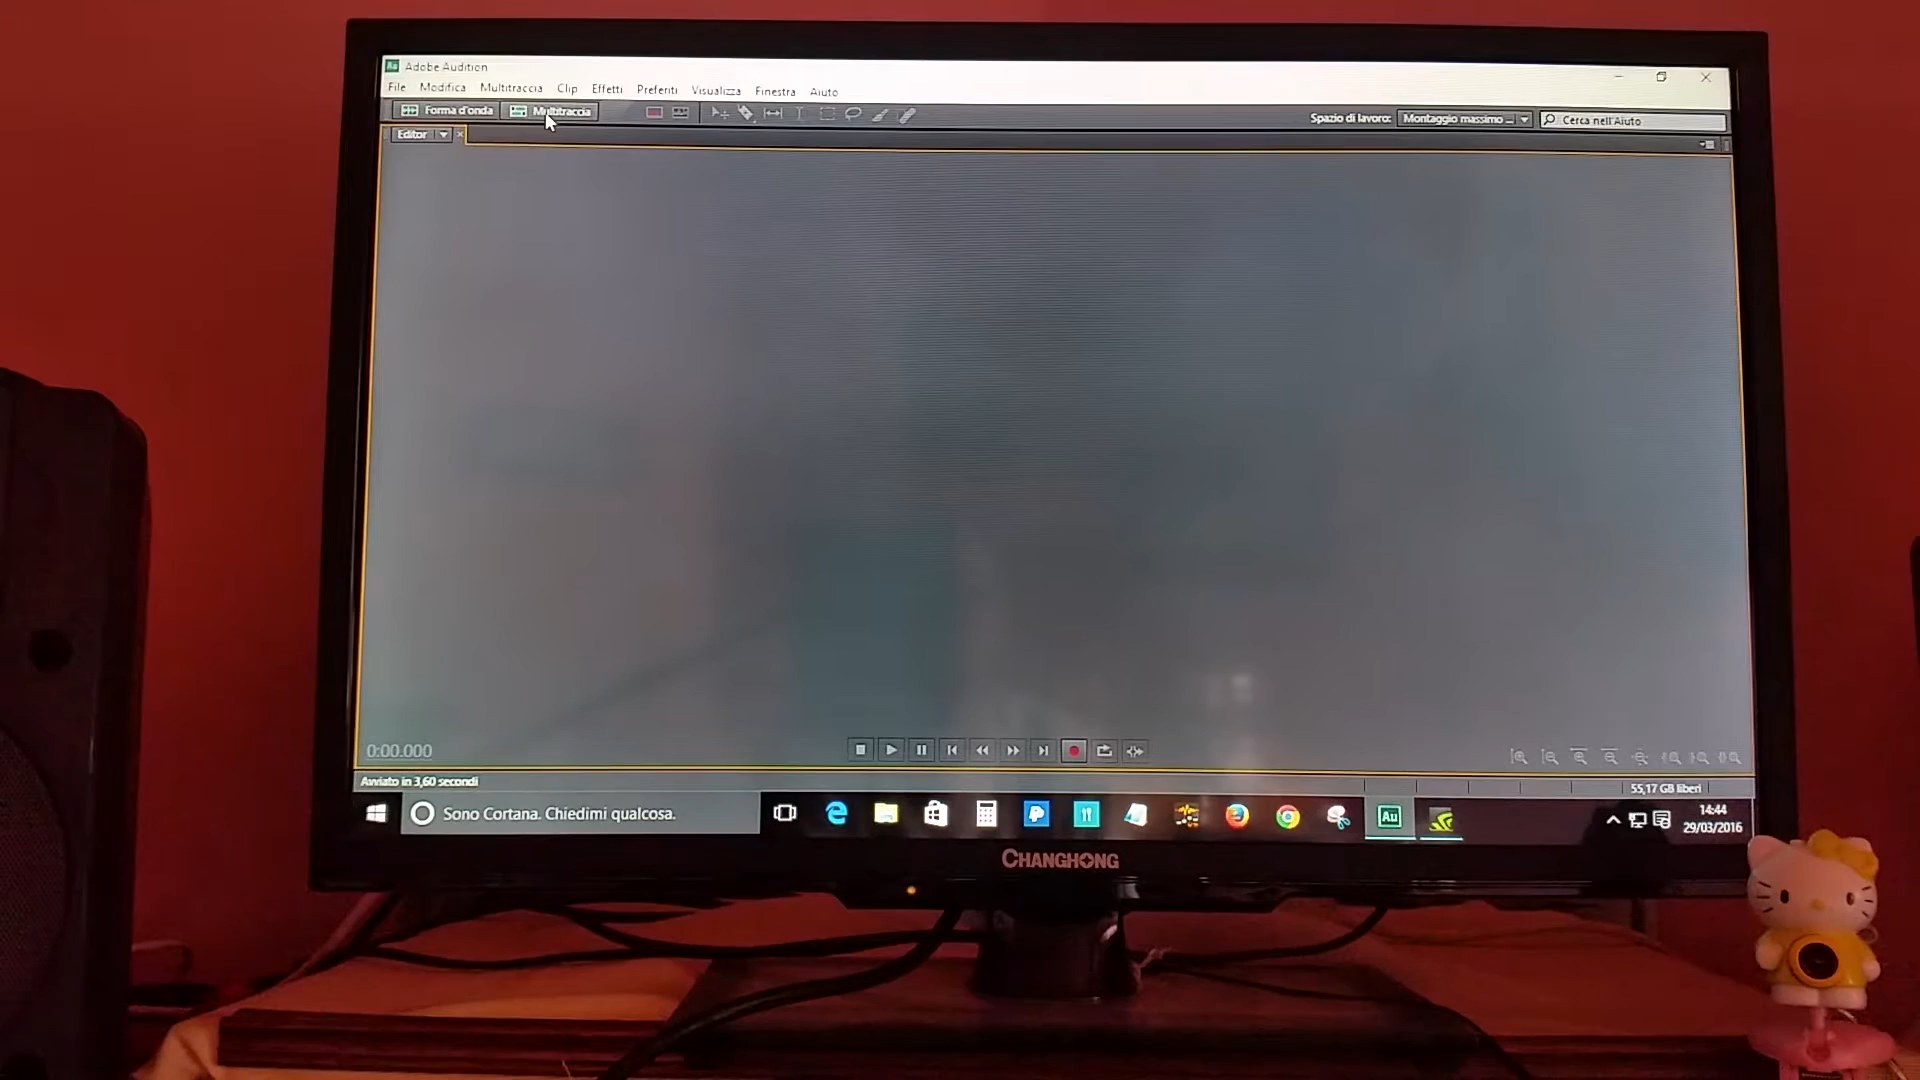 Adobe Audition
File Modifica Multitraccia Clip Effetti Preferiti Visualizza Finestra Aiuto
Forma d'onda Multitraccia Spazio di lavoro: Montaggio massimo ... Cerca nell'Aiuto
Editor
0:00.000
Avviato in 3,60 secondi
55,17 GB liberi
Sono Cortana. Chiedimi qualcosa.
Au
14:44
29/03/2016
CHANGHONG